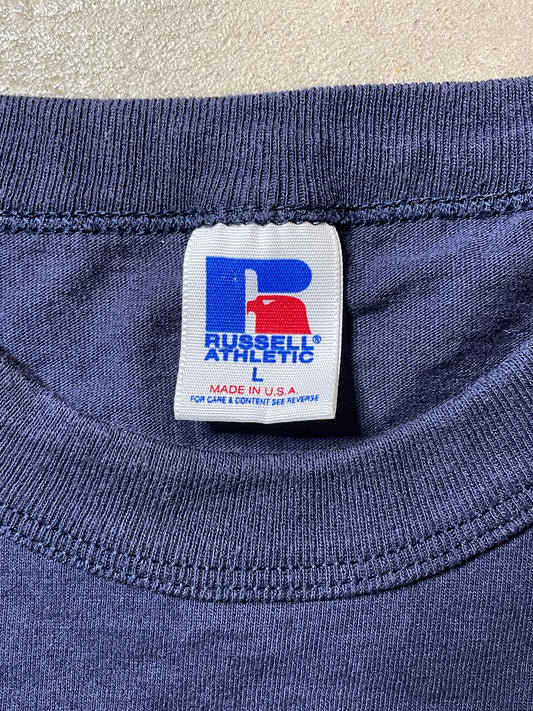 RUSSELL®
ATHLETIC
L
MADE IN U.S.A.
FOR CARE & CONTENT SEE REVERSE